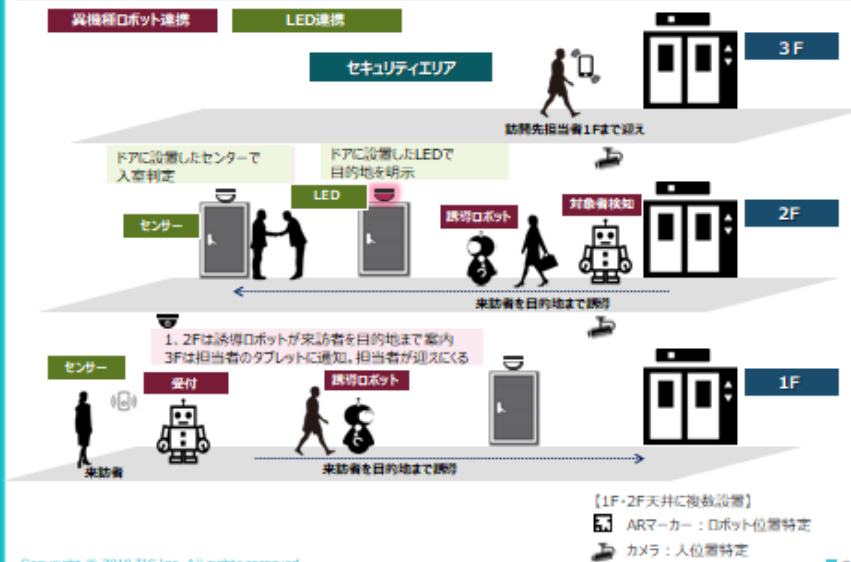 異機種ロボット連携
LED連携
セキュリティエリア
3F
訪問先担当者1Fまで迎え
ドアに設置したセンターで
入室判定
ドアに設置したLEDで
目的地を明示
LED
センサー
誘導ロボット
対象者検知
2F
来訪者を目的地まで誘導
1、2Fは誘導ロボットが来訪者を目的地まで案内
3Fは担当者のタブレットに通知。担当者が迎えにくる
センサー
受付
誘導ロボット
1F
来訪者
来訪者を目的地まで誘導
【1F・2F天井に複数設置】
ARマーカー：ロボット位置特定
カメラ：人位置特定